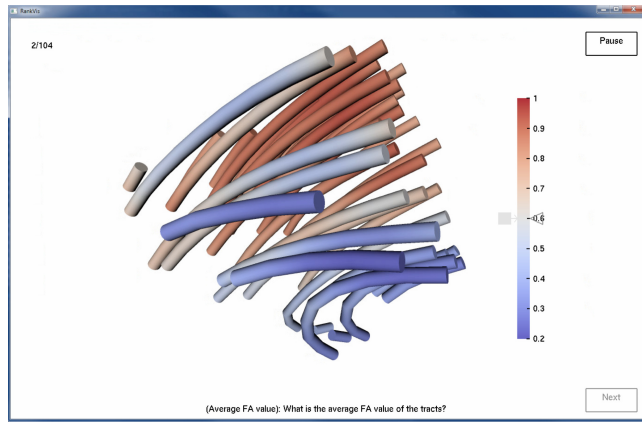 RankVis
2/104
Pause
1
0.9
0.8
0.7
0.6
0.5
0.4
0.3
0.2
Next
(Average FA value): What is the average FA value of the tracts?